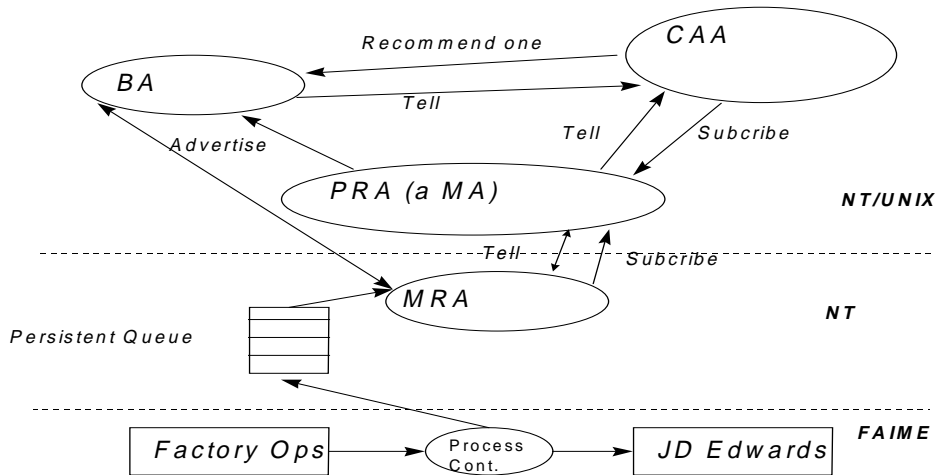 Recommend one
CAA
BA
Tell
Advertise
Tell
Subcribe
PRA (a MA)
NT/UNIX
Tell
Subcribe
MRA
NT
Persistent Queue
FAIME
Factory Ops
Process
Cont.
JD Edwards